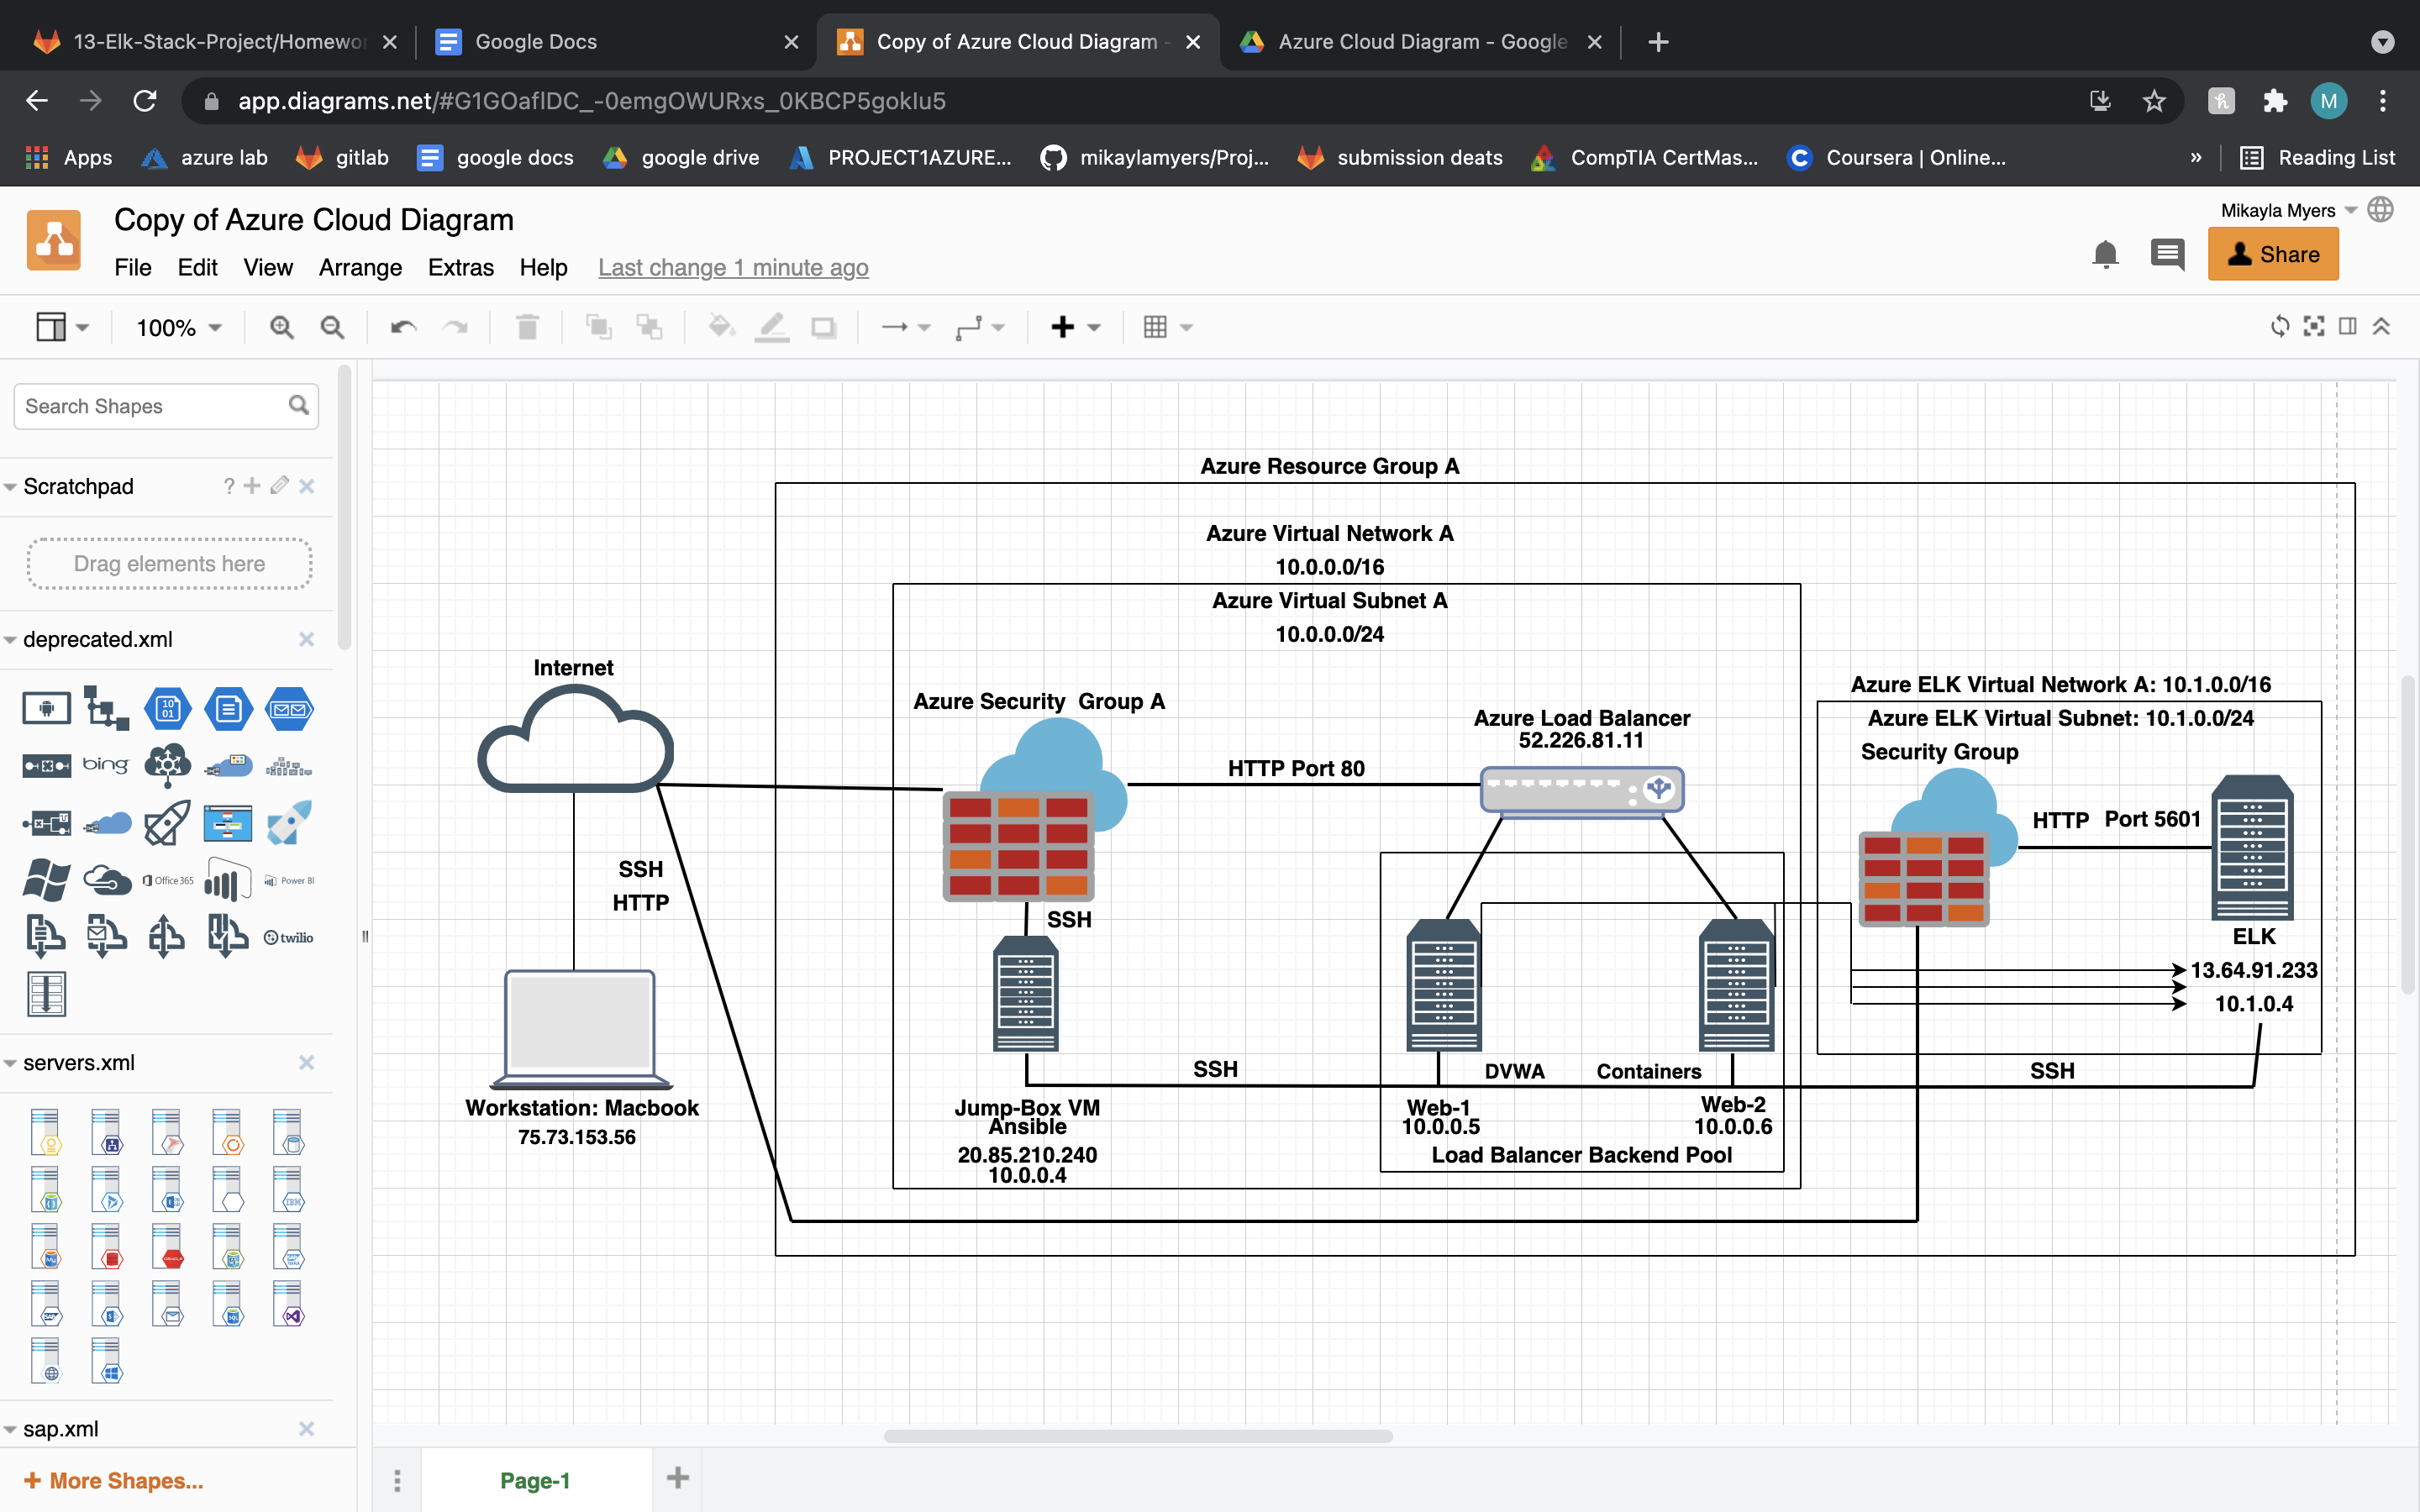 13-Elk-Stack-Project/Homewor
Google Docs
Copy of Azure Cloud Diagram -
Azure Cloud Diagram - Google
app.diagrams.net/#G1GOaflDC_-0emgOWURxs_0KBCP5goklu5
M
Apps
azure lab
gitlab
google docs
google drive
PROJECT1AZURE...
mikaylamyers/Proj...
submission deats
CompTIA CertMas...
Coursera | Online...
»
Reading List
Copy of Azure Cloud Diagram
Mikayla Myers
File Edit View Arrange Extras Help Last change 1 minute ago
Share
100%
Search Shapes
Scratchpad
?
Drag elements here
deprecated.xml
bing
Office 365
Power BI
twilio
servers.xml
sap.xml
+ More Shapes...
Azure Resource Group A
Azure Virtual Network A
10.0.0.0/16
Azure Virtual Subnet A
10.0.0.0/24
Internet
Azure Security Group A
Azure Load Balancer
52.226.81.11
HTTP Port 80
Azure ELK Virtual Network A: 10.1.0.0/16
Azure ELK Virtual Subnet: 10.1.0.0/24
Security Group
HTTP Port 5601
SSH
HTTP
SSH
ELK
13.64.91.233
10.1.0.4
SSH
DVWA
Containers
SSH
Workstation: Macbook
75.73.153.56
Jump-Box VM
Ansible
20.85.210.240
10.0.0.4
Web-1
10.0.0.5
Web-2
10.0.0.6
Load Balancer Backend Pool
Page-1